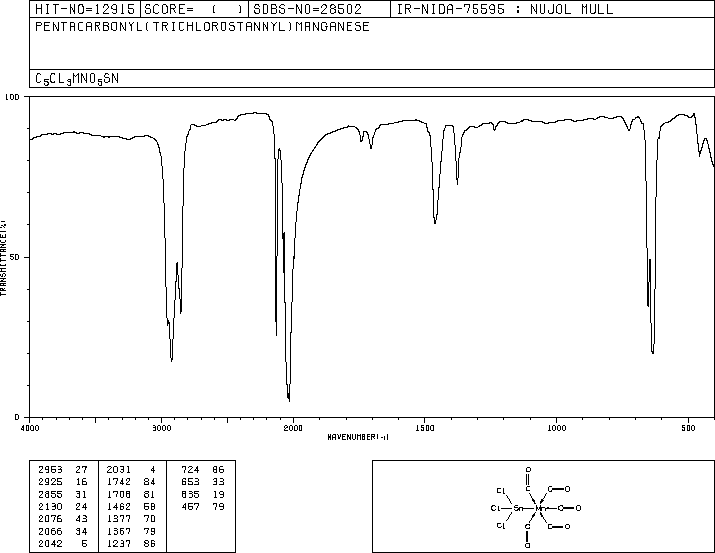 HIT-NO=12915 SCORE= ( ) SDBS-NO=28502 IR-NIDA-75595 : NUJOL MULL
PENTACARBONYL(TRICHLOROSTANNYL)MANGANESE
C5CL3MNO5SN
100
50
0
TRANSMITTANCE(%)
4000 3000 2000 1500 1000 500
WAVENUMBER(-1)
2963 27 2031 4 724 86
2925 16 1742 84 653 33
2855 31 1708 81 635 19
2130 24 1462 58 457 79
2076 43 1377 70
2066 34 1367 79
2042 6 1237 86
O
C C O
Cl
Cl Sn Mn C O
Cl
C C O
O